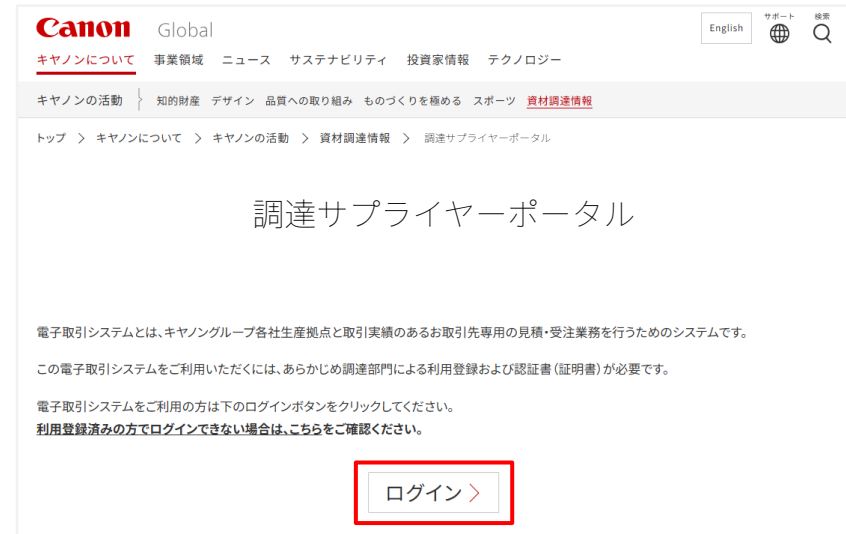 Canon Global
English
サポート
検索
キヤノンについて 事業領域 ニュース サステナビリティ 投資家情報 テクノロジー
キヤノンの活動 知的財産 デザイン 品質への取り組み ものづくりを極める スポーツ 資材調達情報
トップ > キヤノンについて > キヤノンの活動 > 資材調達情報 > 調達サプライヤーポータル
調達サプライヤーポータル
電子取引システムとは、キヤノングループ各社生産拠点と取引実績のあるお取引先専用の見積・受注業務を行うためのシステムです。
この電子取引システムをご利用いただくには、あらかじめ調達部門による利用登録および認証書（証明書）が必要です。
電子取引システムをご利用の方は下のログインボタンをクリックしてください。
利用登録済みの方でログインできない場合は、こちらをご確認ください。
ログイン >